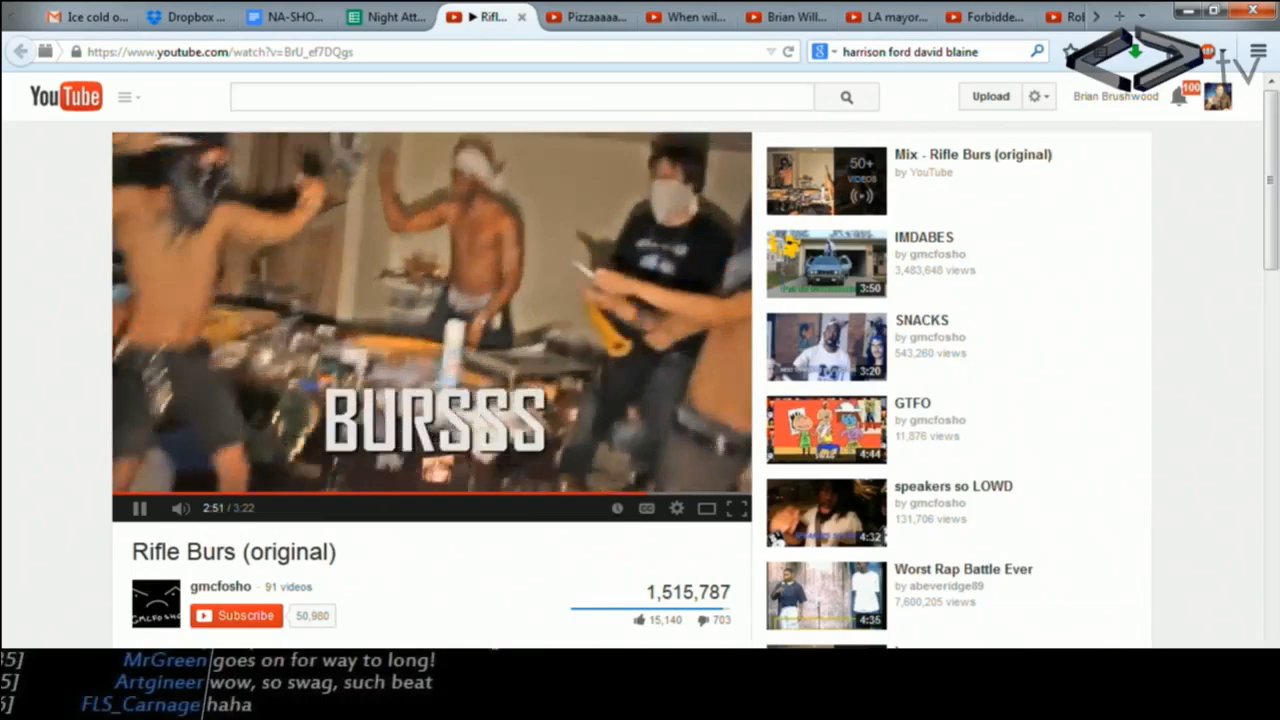 Ice cold o...
Dropbox ...
NA-SHO...
Night Att...
Rifl...
Pizzaaaaa...
When wil...
Brian Will...
LA mayor...
Forbidde...
Rol
https://www.youtube.com/watch?v=BrU_ef7DQgs
harrison ford david blaine
tv
YouTube
Upload
Brian Brushwood
100
BURSSS
2:51 / 3:22
Rifle Burs (original)
gmcfosho · 91 videos
Subscribe 50,980
1,515,787
15,140 703
50+
VIDEOS
Mix - Rifle Burs (original)
by YouTube
IMDABES
by gmcfosho
3,483,648 views
3:50
SNACKS
by gmcfosho
543,260 views
3:20
GTFO
by gmcfosho
11,876 views
4:44
speakers so LOWD
by gmcfosho
131,706 views
4:32
Worst Rap Battle Ever
by abeveridge89
7,600,205 views
4:35
35] MrGreen goes on for way to long!
5] Artgineer wow, so swag, such beat
6] FLS_Carnage haha